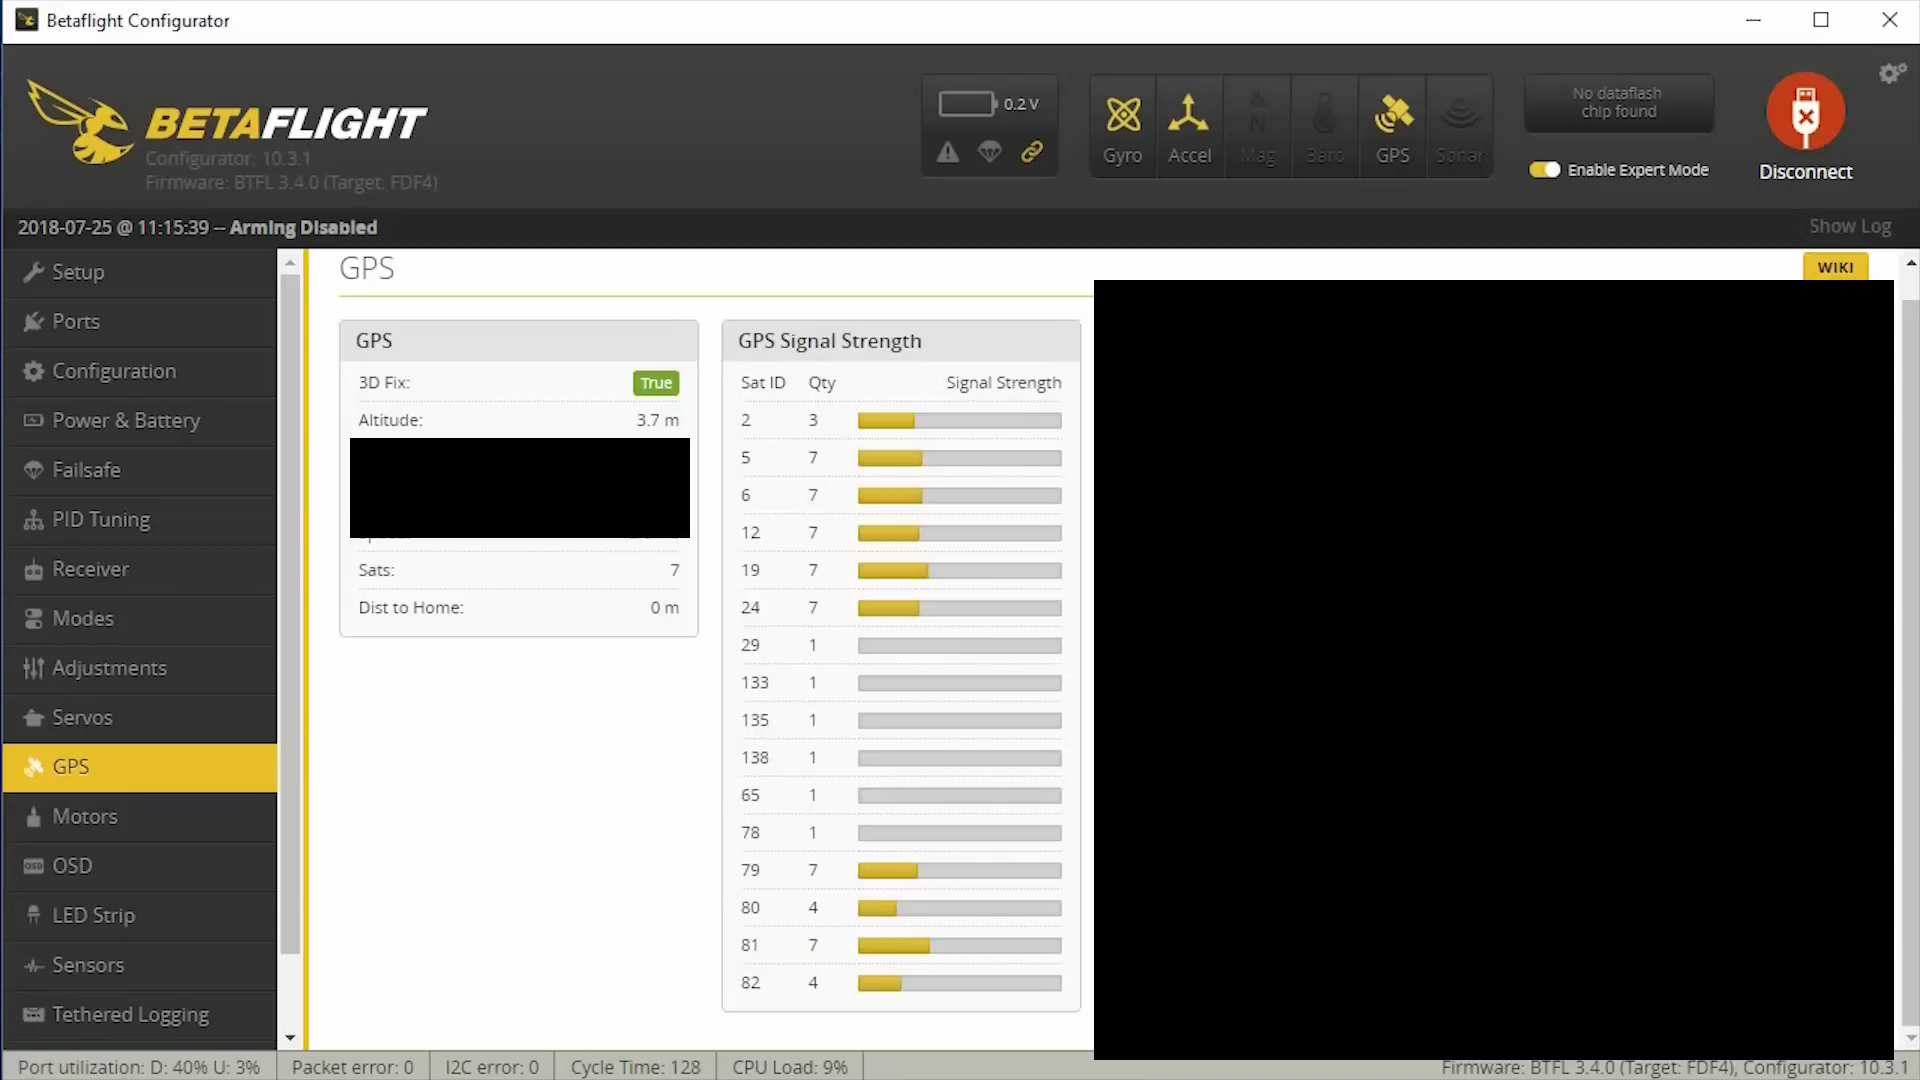 Betaflight Configurator
BETAFLIGHT
Configurator: 10.3.1
Firmware: BTFL 3.4.0 (Target: FDF4)
0.2 V
Gyro
Accel
Mag
Baro
GPS
Sonar
No dataflash
chip found
Enable Expert Mode
Disconnect
2018-07-25 @ 11:15:39 -- Arming Disabled
Show Log
Setup
Ports
Configuration
Power & Battery
Failsafe
PID Tuning
Receiver
Modes
Adjustments
Servos
GPS
Motors
OSD
LED Strip
Sensors
Tethered Logging
GPS
WIKI
GPS
3D Fix: True
Altitude: 3.7 m
Sats: 7
Dist to Home: 0 m
GPS Signal Strength
Sat ID Qty Signal Strength
2 3
5 7
6 7
12 7
19 7
24 7
29 1
133 1
135 1
138 1
65 1
78 1
79 7
80 4
81 7
82 4
Port utilization: D: 40% U: 3%
Packet error: 0
I2C error: 0
Cycle Time: 128
CPU Load: 9%
Firmware: BTFL 3.4.0 (Target: FDF4), Configurator: 10.3.1